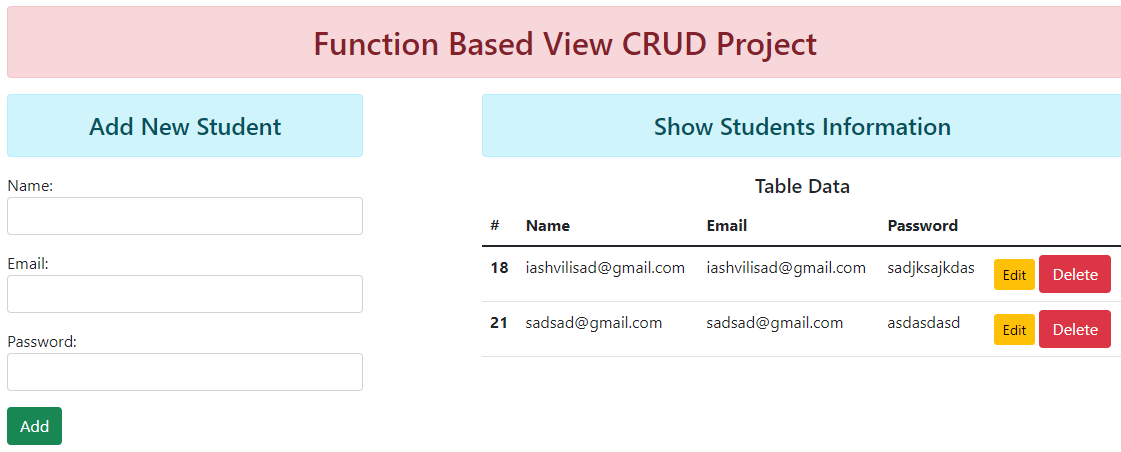 Function Based View CRUD Project
Add New Student
Name:
Email:
Password:
Add
Show Students Information
Table Data
# Name Email Password
18 iashvilisad@gmail.com iashvilisad@gmail.com sadjksajkdas Edit Delete
21 sadsad@gmail.com sadsad@gmail.com asdasdasd Edit Delete